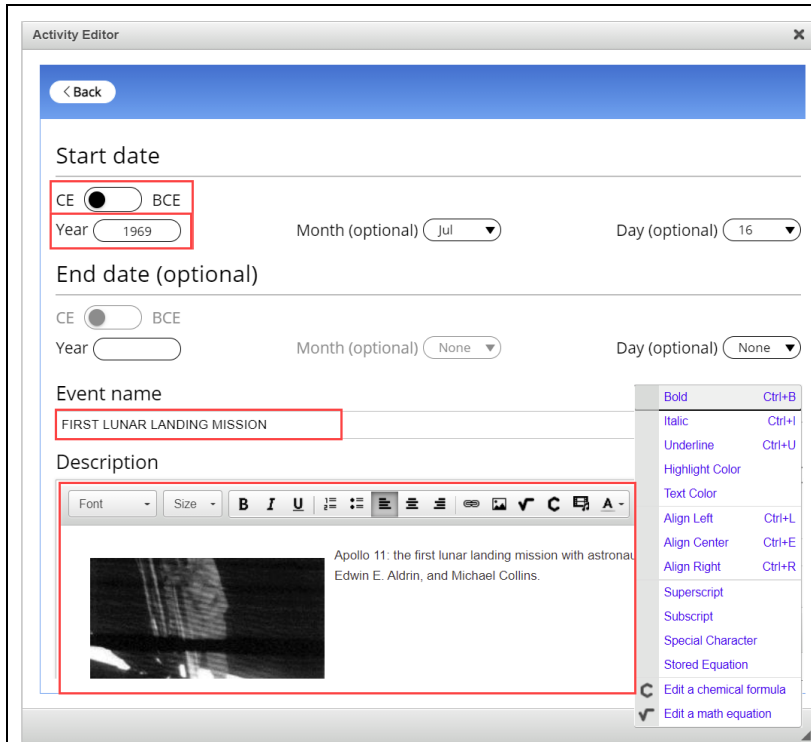 Activity Editor
Back
Start date
CE BCE
Year 1969 Month (optional) Jul Day (optional) 16
End date (optional)
CE BCE
Year Month (optional) None Day (optional) None
Event name
FIRST LUNAR LANDING MISSION
Description
Font Size B I U A
Apollo 11: the first lunar landing mission with
Edwin E. Aldrin, and Michael Collins.
Bold Ctrl+B
Italic Ctrl+I
Underline Ctrl+U
Highlight Color
Text Color
Align Left Ctrl+L
Align Center Ctrl+E
Align Right Ctrl+R
Superscript
Subscript
Special Character
Stored Equation
C Edit a chemical formula
√ Edit a math equation